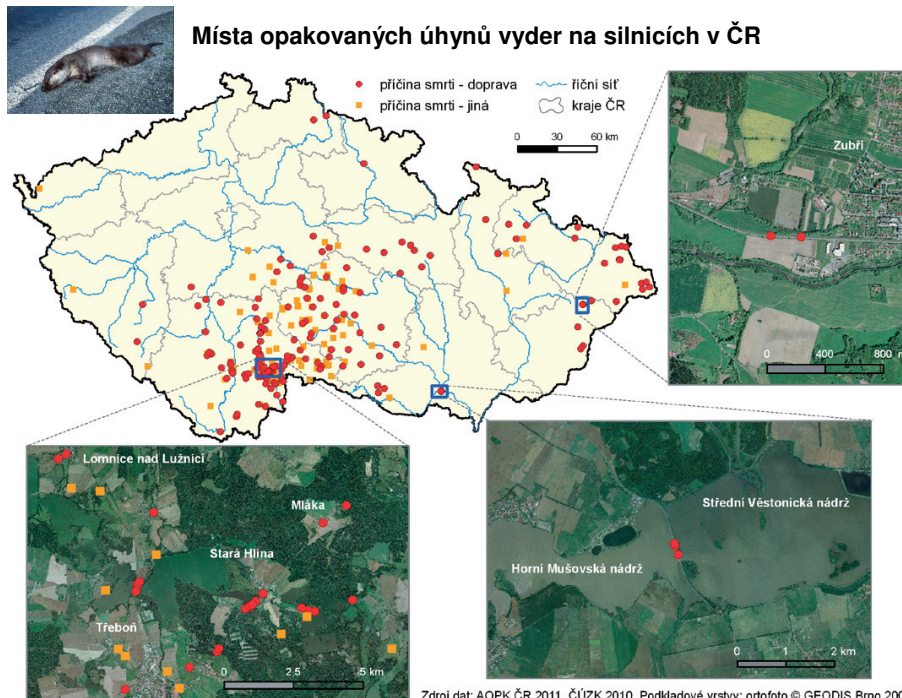 Místa opakovaných úhynů vyder na silnicích v ČR
příčina smrti - doprava
příčina smrti - jiná
říční síť
kraje ČR
0 30 60 km
Zubří
0 400 800 m
Lomnice nad Lužnicí
Mláka
Stará Hlína
Třeboň
0 2,5 5 km
Střední Věstonická nádrž
Horní Mušovská nádrž
0 1 2 km
Zdroj dat: AOPK ČR 2011, ČÚZK 2010, Podkladové vrstvy: ortofoto © GEODIS Brno